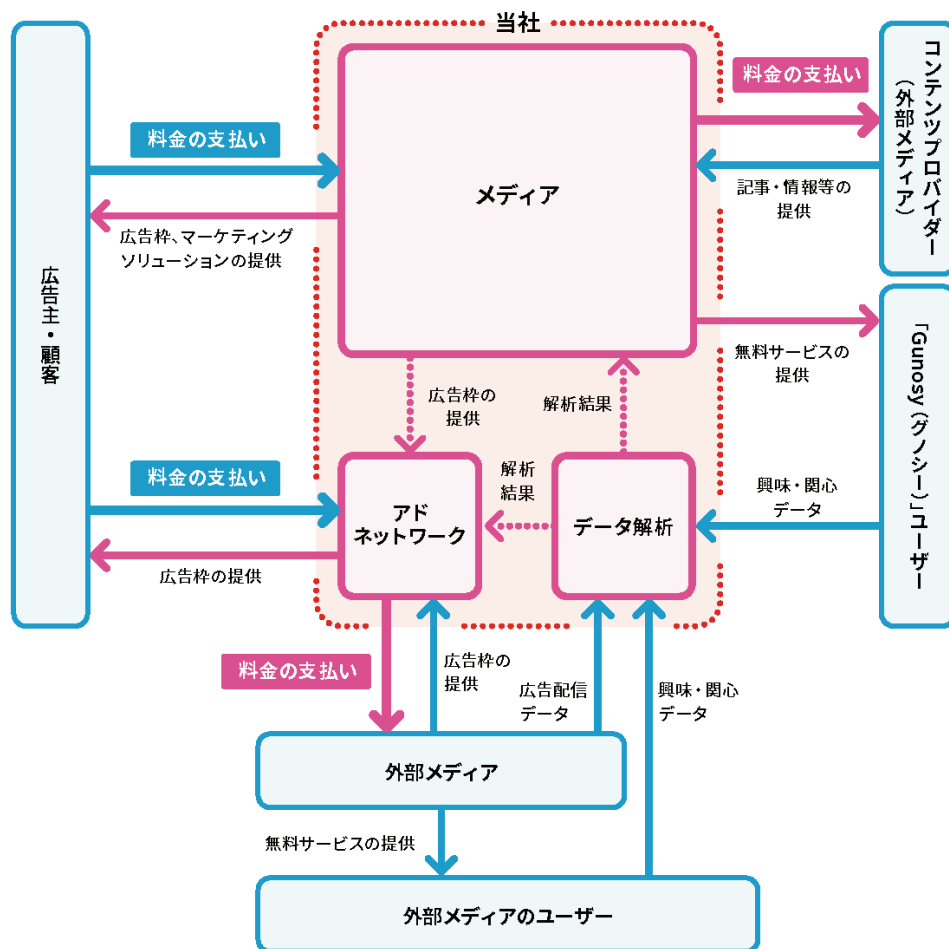 当社
料金の支払い
コンテンツプロバイダー
（外部メディア）
料金の支払い
メディア
記事・情報等の
提供
広告枠、マーケティング
ソリューションの提供
広告主・顧客
「Gunosy（グノシー）」ユーザー
無料サービスの
提供
広告枠の
提供
解析結果
料金の支払い
解析
結果
興味・関心
データ
アド
ネットワーク
データ解析
広告枠の提供
料金の支払い
広告枠の
提供
広告配信
データ
興味・関心
データ
外部メディア
無料サービスの提供
外部メディアのユーザー